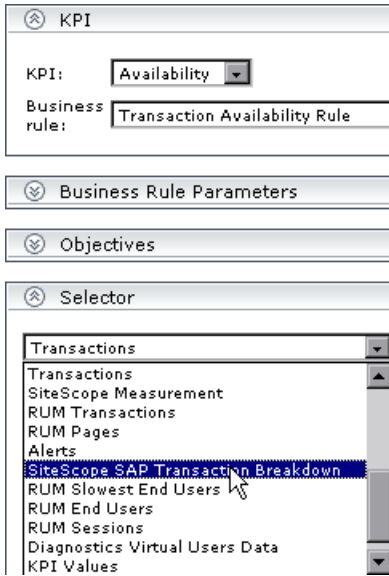 KPI
KPI: Availability
Business rule: Transaction Availability Rule
Business Rule Parameters
Objectives
Selector
Transactions
Transactions
SiteScope Measurement
RUM Transactions
RUM Pages
Alerts
SiteScope SAP Transaction Breakdown
RUM Slowest End Users
RUM End Users
RUM Sessions
Diagnostics Virtual Users Data
KPI Values